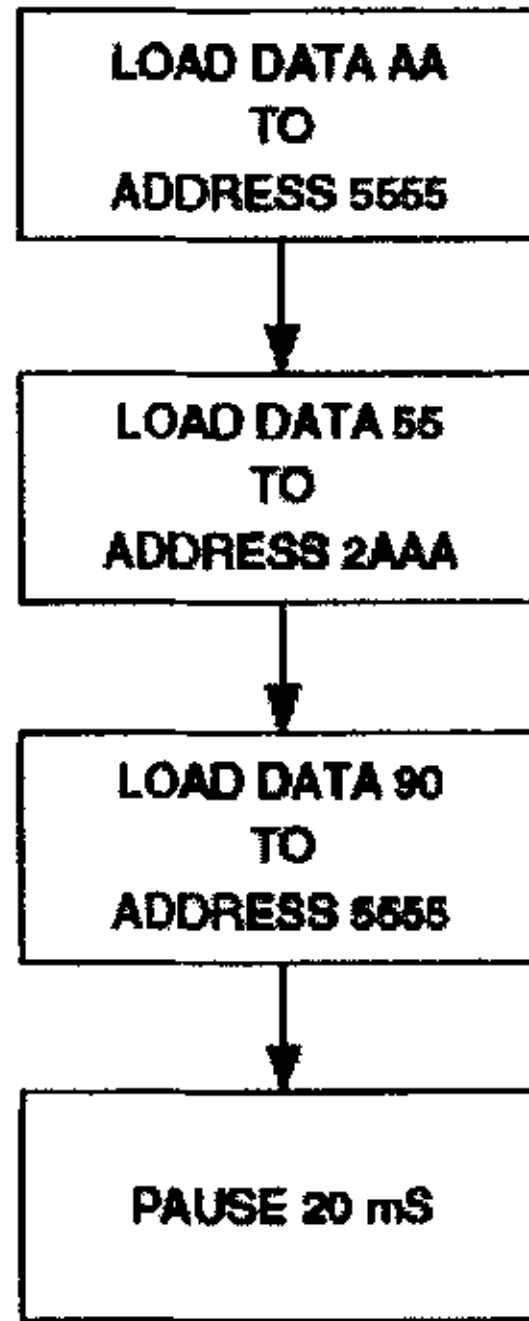 LOAD DATA AA
TO
ADDRESS 5555
LOAD DATA 55
TO
ADDRESS 2AAA
LOAD DATA 90
TO
ADDRESS 5555
PAUSE 20 mS